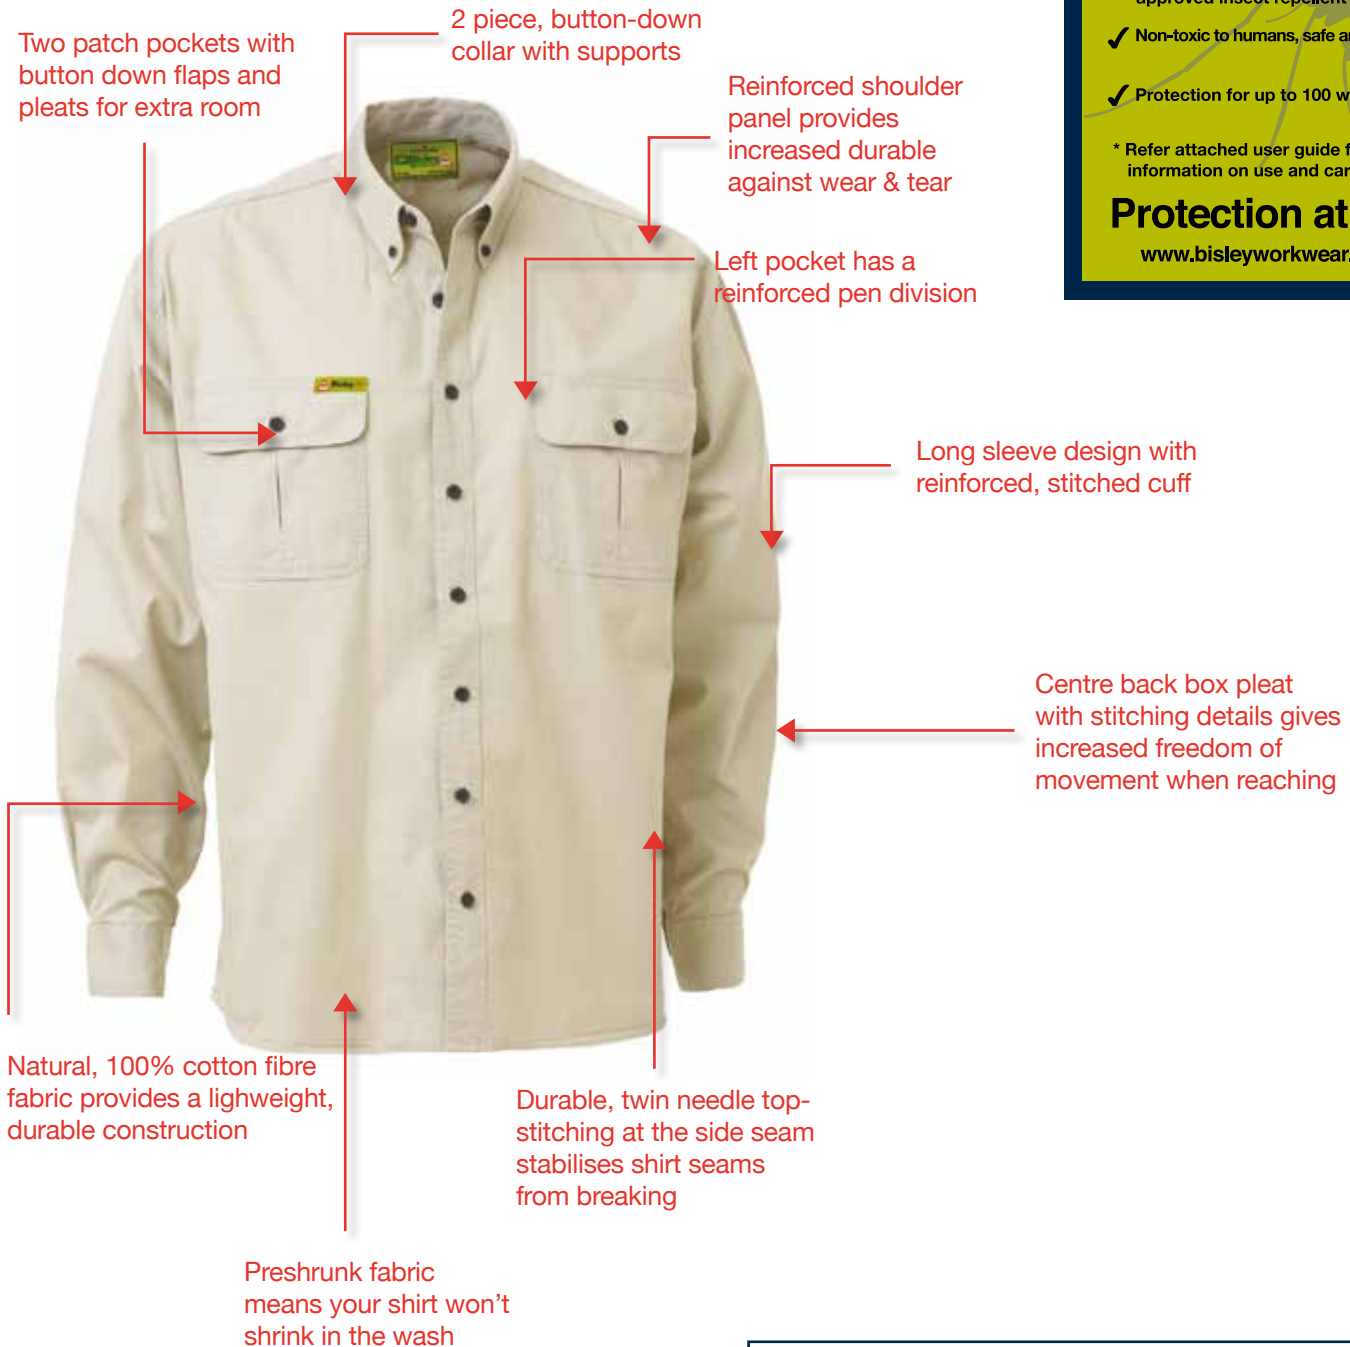 2 piece, button-down
collar with supports
Two patch pockets with
button down flaps and
pleats for extra room
Reinforced shoulder
panel provides
increased durable
against wear & tear
Left pocket has a
reinforced pen division
Long sleeve design with
reinforced, stitched cuff
Centre back box pleat
with stitching details gives
increased freedom of
movement when reaching
Natural, 100% cotton fibre
fabric provides a lighweight,
durable construction
Durable, twin needle top-
stitching at the side seam
stabilises shirt seams
from breaking
Preshrunk fabric
means your shirt won't
shrink in the wash
approved insect repellent
✓ Non-toxic to humans, safe
✓ Protection for up to 100
* Refer attached user guide
information on use and
Protection at
www.bisleyworkwear.
Bisley